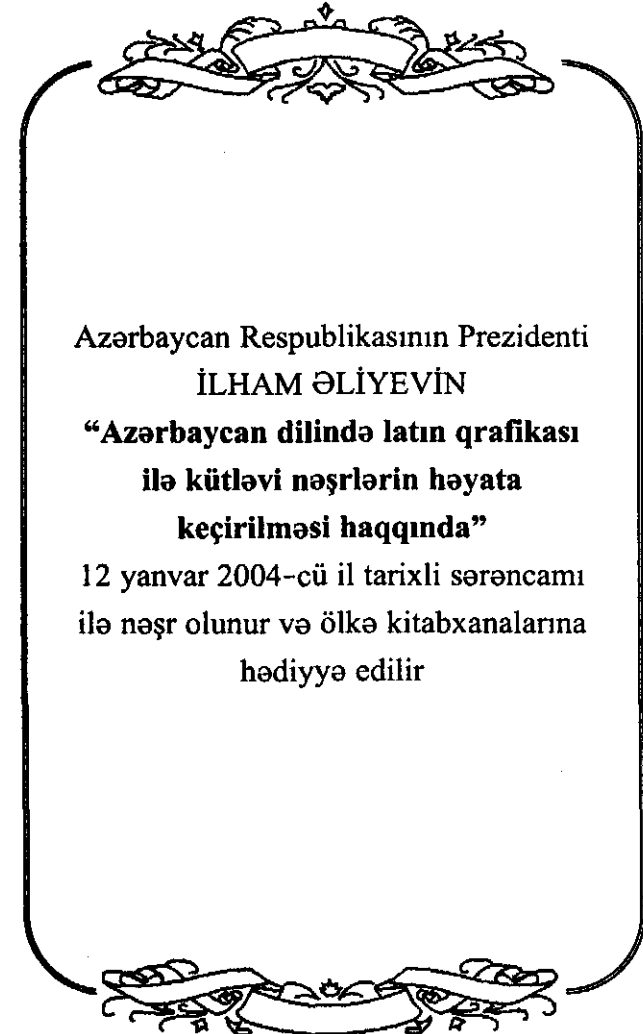 Azərbaycan Respublikasının Prezidenti
İLHAM ƏLİYEVİN
“Azərbaycan dilində latın qrafikası
ilə kütləvi nəşrlərin həyata
keçirilməsi haqqında”
12 yanvar 2004-cü il tarixli sərəncamı
ilə nəşr olunur və ölkə kitabxanalarına
hədiyyə edilir